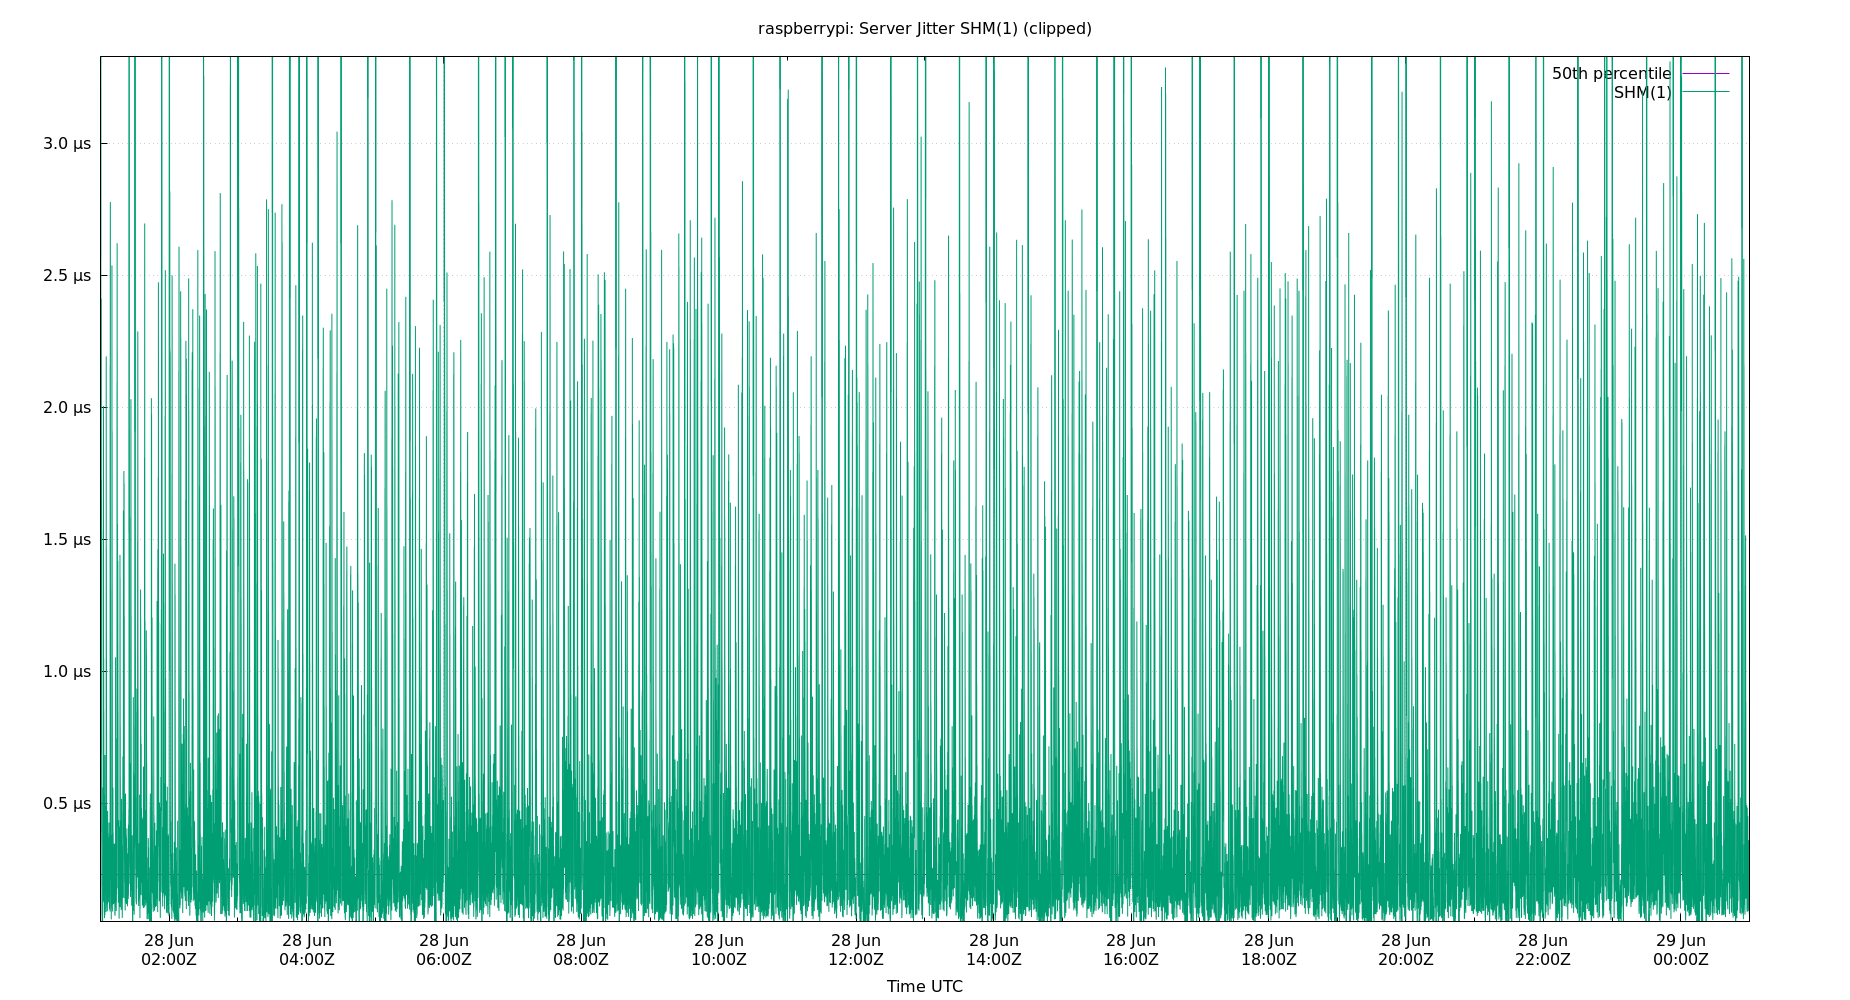 raspberrypi: Server Jitter SHM(1) (clipped)
50th percentile
SHM(1)
3.0 µs
2.5 µs
2.0 µs
1.5 µs
1.0 µs
0.5 µs
28 Jun 28 Jun 28 Jun 28 Jun 28 Jun 28 Jun 28 Jun 28 Jun 28 Jun 28 Jun 28 Jun 29 Jun
02:00Z 04:00Z 06:00Z 08:00Z 10:00Z 12:00Z 14:00Z 16:00Z 18:00Z 20:00Z 22:00Z 00:00Z
Time UTC